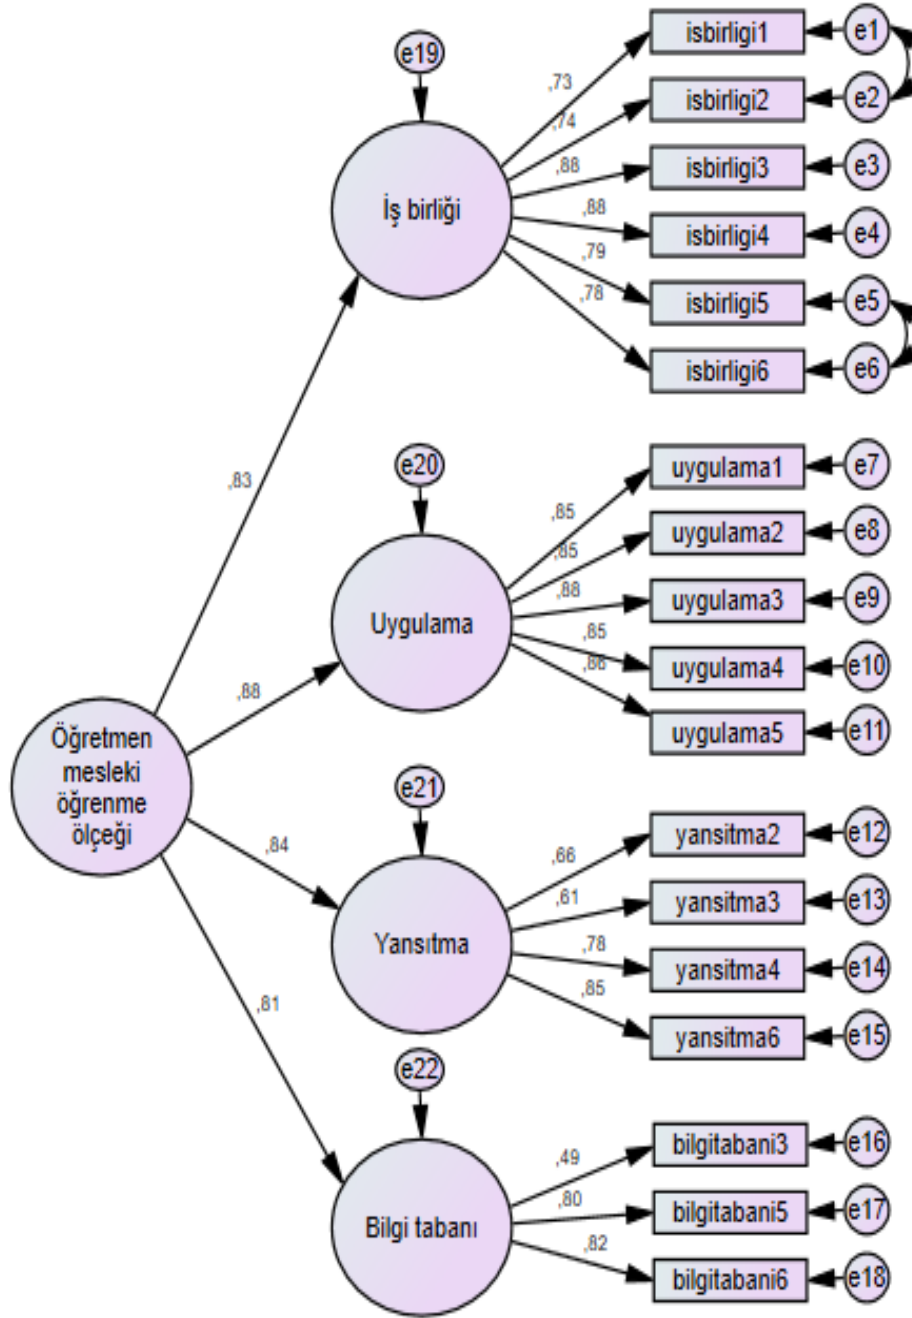 e19
isbirligi1
e1
,73
isbirligi2
e2
,74
isbirligi3
e3
,88
İş birliği
isbirligi4
e4
,88
isbirligi5
e5
,79
isbirligi6
e6
,78
,83
e20
uygulama1
e7
,85
uygulama2
e8
,85
uygulama3
e9
,88
Uygulama
uygulama4
e10
,85
uygulama5
e11
,86
,88
Öğretmen
mesleki
öğrenme
ölçeği
e21
yansitma2
e12
,66
,84
yansitma3
e13
,61
Yansıtma
yansitma4
e14
,78
yansitma6
e15
,85
,81
e22
bilgitabani3
e16
,49
bilgitabani5
e17
,80
Bilgi tabanı
bilgitabani6
e18
,82